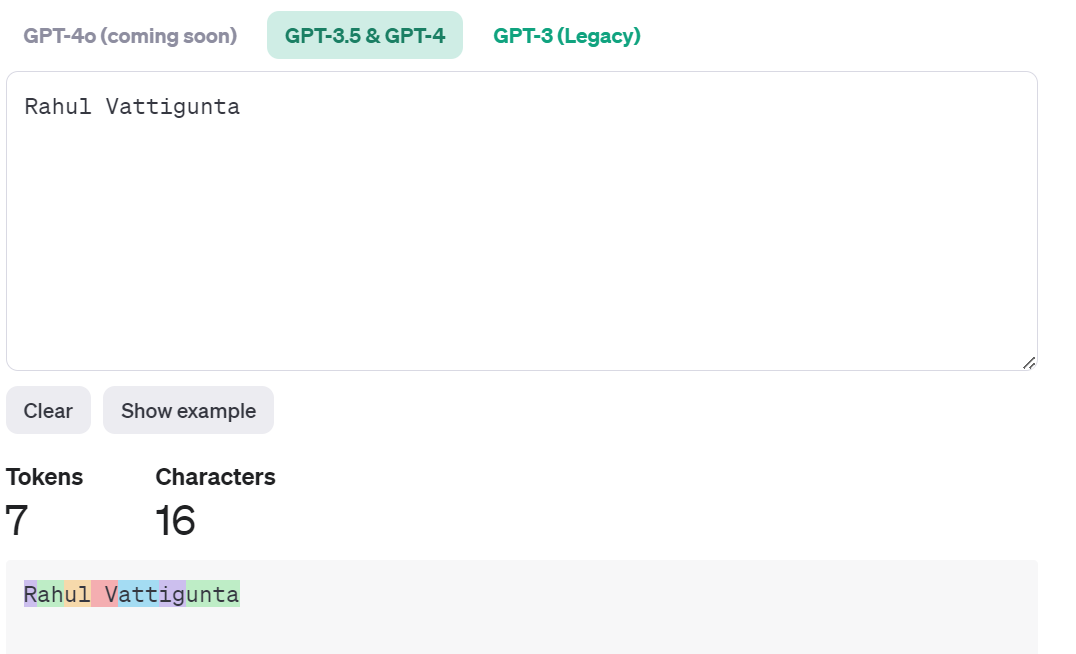 GPT-4o (coming soon) GPT-3.5 & GPT-4 GPT-3 (Legacy)
Rahul Vattigunta
Clear Show example
Tokens Characters
7 16
Rahul Vattigunta